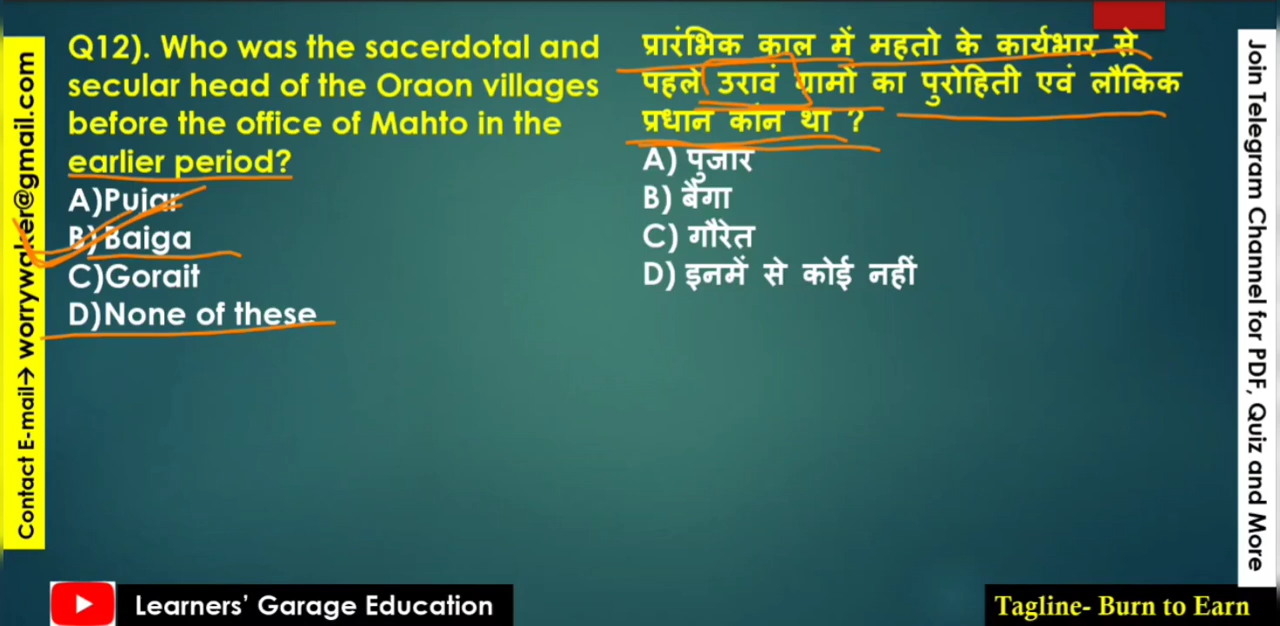 Q12). Who was the sacerdotal and
secular head of the Oraon villages
before the office of Mahto in the
earlier period?
A)Pujar
B)Baiga
C)Gorait
D)None of these
प्रारंभिक काल में महतो के कार्यभार से
पहले उरावं ग्रामों का पुरोहिती एवं लौकिक
प्रधान कौन था ?
A) पुजार
B) बैगा
C) गौरेत
D) इनमें से कोई नहीं
Contact E-mail→ worrywaker@gmail.com
Join Telegram Channel for PDF, Quiz and More
Learners’ Garage Education
Tagline- Burn to Earn